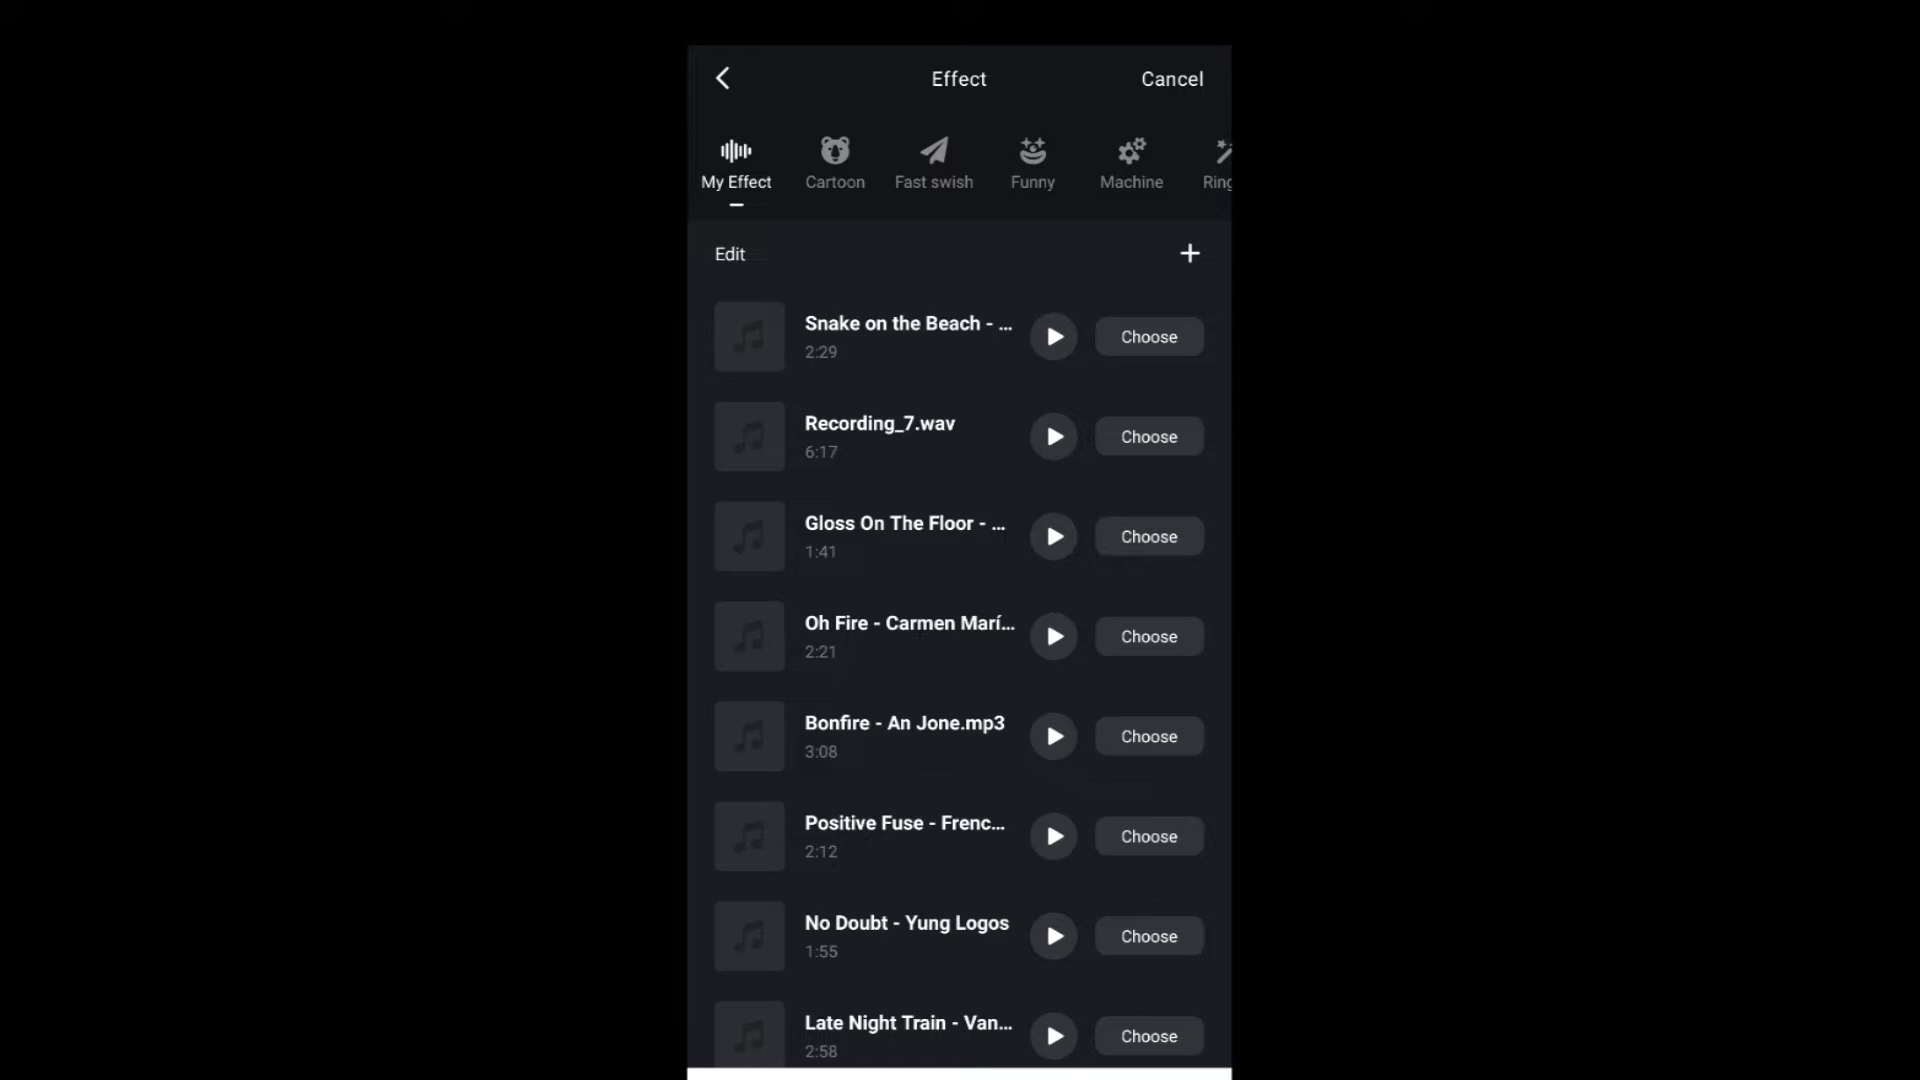 Effect
Cancel
My Effect
Cartoon
Fast swish
Funny
Machine
Ring
Edit
Snake on the Beach - ...
2:29
Choose
Recording_7.wav
6:17
Choose
Gloss On The Floor - ...
1:41
Choose
Oh Fire - Carmen Marí...
2:21
Choose
Bonfire - An Jone.mp3
3:08
Choose
Positive Fuse - Frenc...
2:12
Choose
No Doubt - Yung Logos
1:55
Choose
Late Night Train - Van...
2:58
Choose